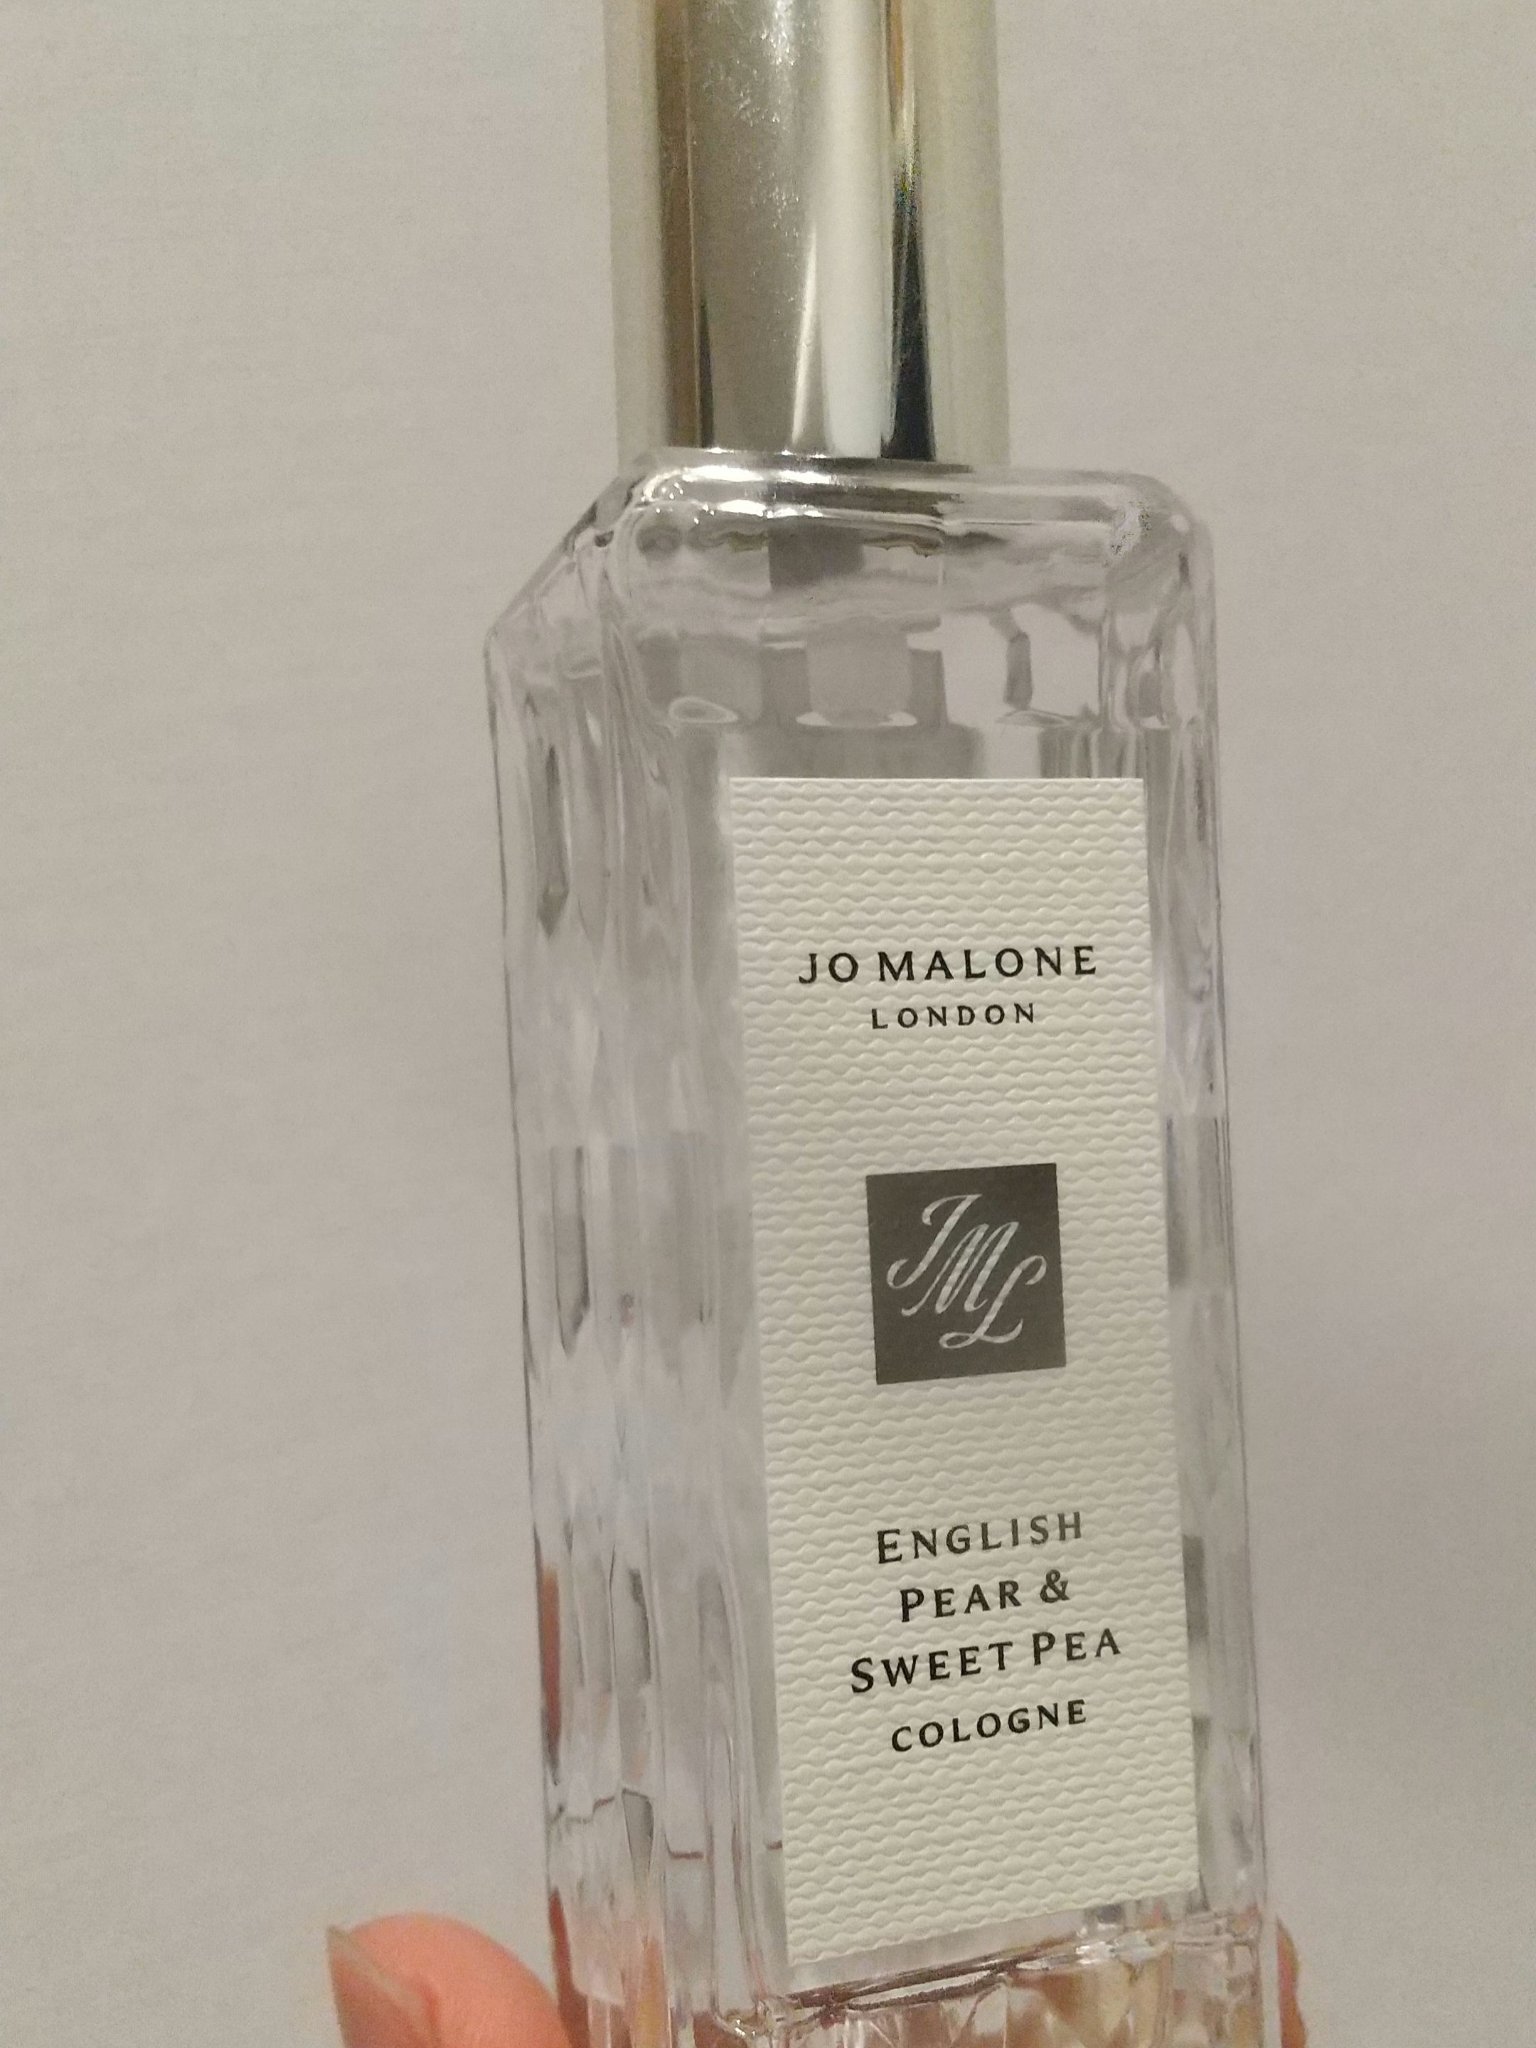 JO MALONE
LONDON
JML
ENGLISH
PEAR &
SWEET PEA
COLOGNE